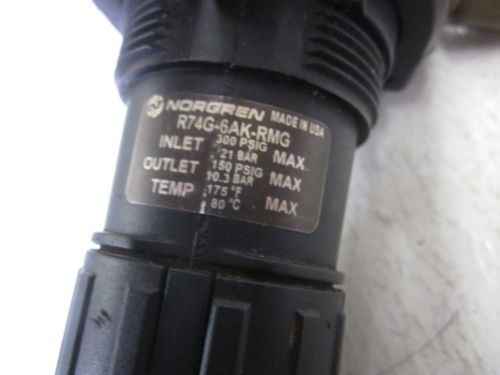 NORGREN MADE IN USA
R74G-6AK-RMG
INLET 300 PSIG MAX
21 BAR
OUTLET 150 PSIG MAX
10.3 BAR
TEMP 175 °F MAX
80 °C